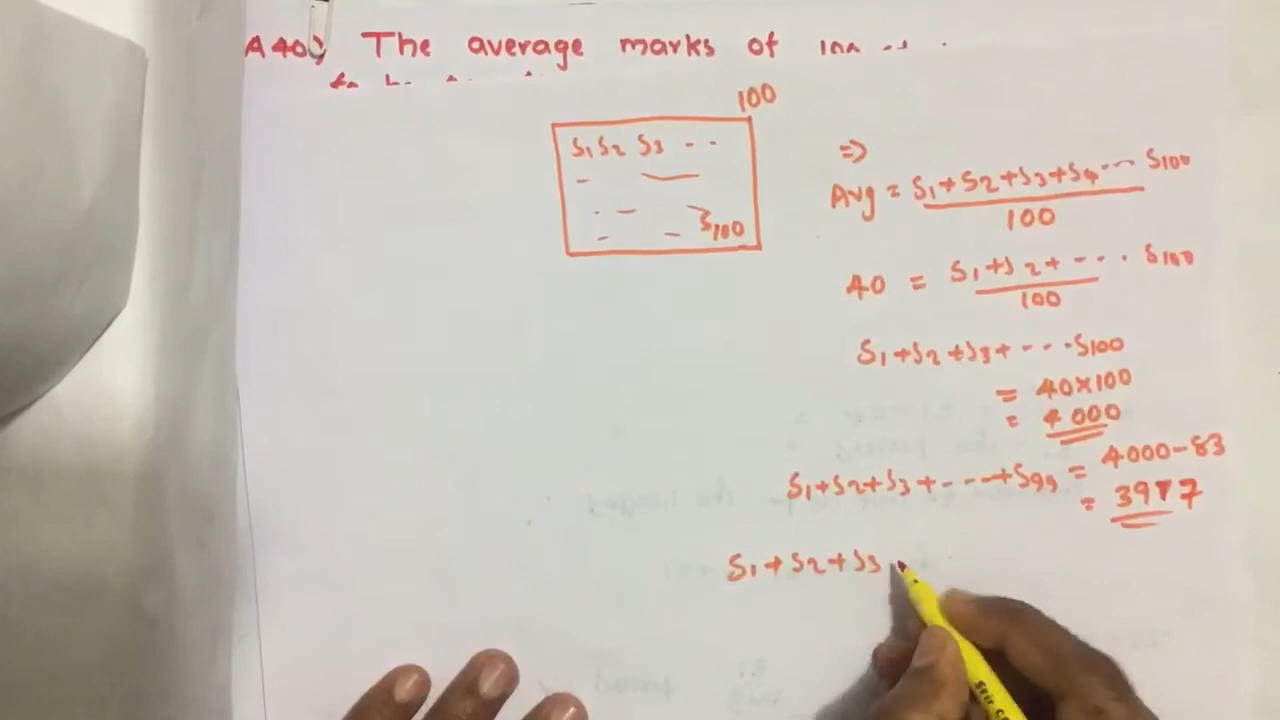 A40) The average marks of
100
S1 S2 S3 - -
S100
=>
Avg = S1+S2+S3+S4 --- S100
100
40 = S1+S2+ - - - . S100
100
S1+S2+S3+ - - - . S100
= 40×100
= 4000
S1+S2+S3+ - - - +S99 = 4000-83
= 3917
S1+S2+S3